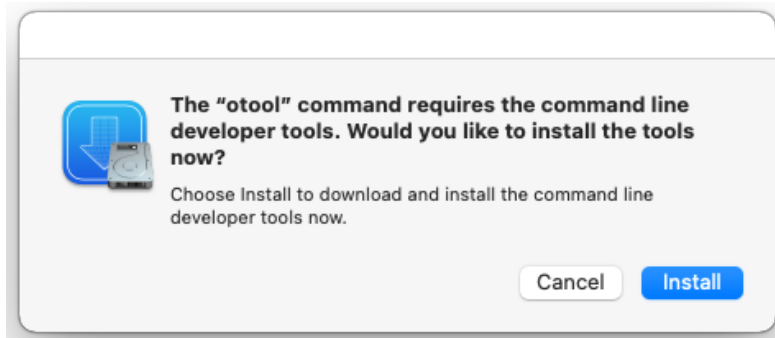 The “otool” command requires the command line
developer tools. Would you like to install the tools
now?
Choose Install to download and install the command line
developer tools now.
Cancel
Install